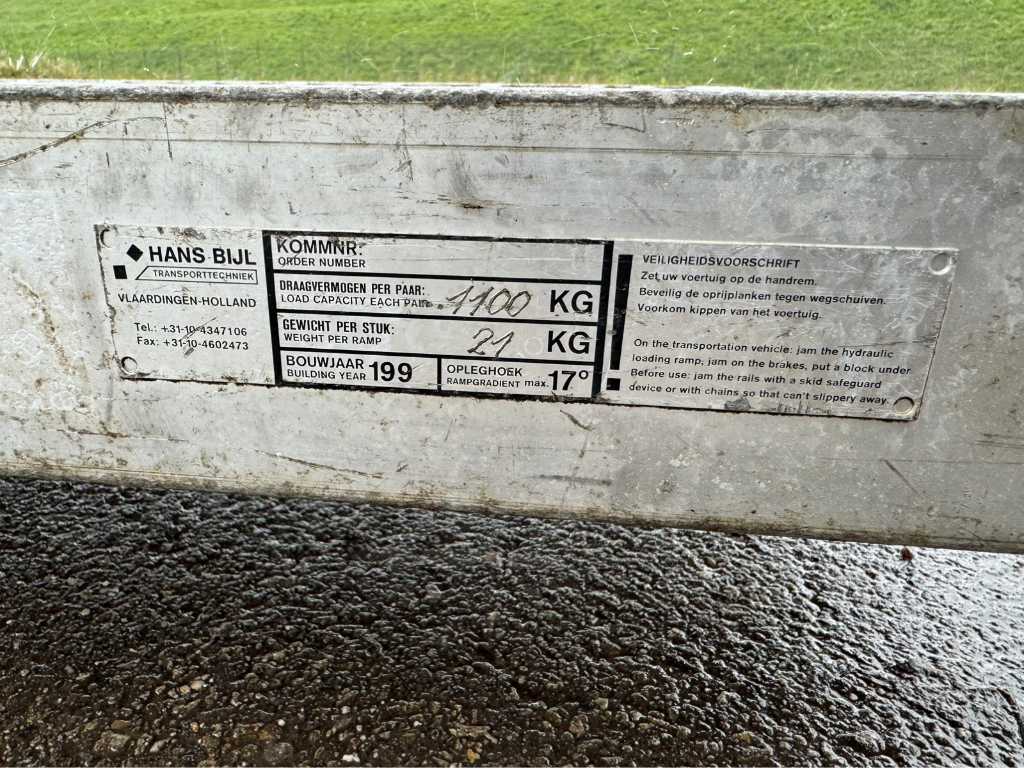 HANS BIJL
TRANSPORTTECHNIEK
VLAARDINGEN-HOLLAND
Tel.: +31-10-4347106
Fax: +31-10-4602473
KOMMNR:
ORDER NUMBER
DRAAGVERMOGEN PER PAAR:
LOAD CAPACITY EACH PAIR 1100 KG
GEWICHT PER STUK:
WEIGHT PER RAMP 21 KG
BOUWJAAR
BUILDING YEAR 199
OPLEGHOEK
RAMPGRADIENT max. 17°
!
VEILIGHEIDSVOORSCHRIFT
Zet uw voertuig op de handrem.
Beveilig de oprijplanken tegen wegschuiven.
Voorkom kippen van het voertuig.
On the transportation vehicle: jam the hydraulic
loading ramp, jam on the brakes, put a block under
Before use: jam the rails with a skid safeguard
device or with chains so that can't slippery away.